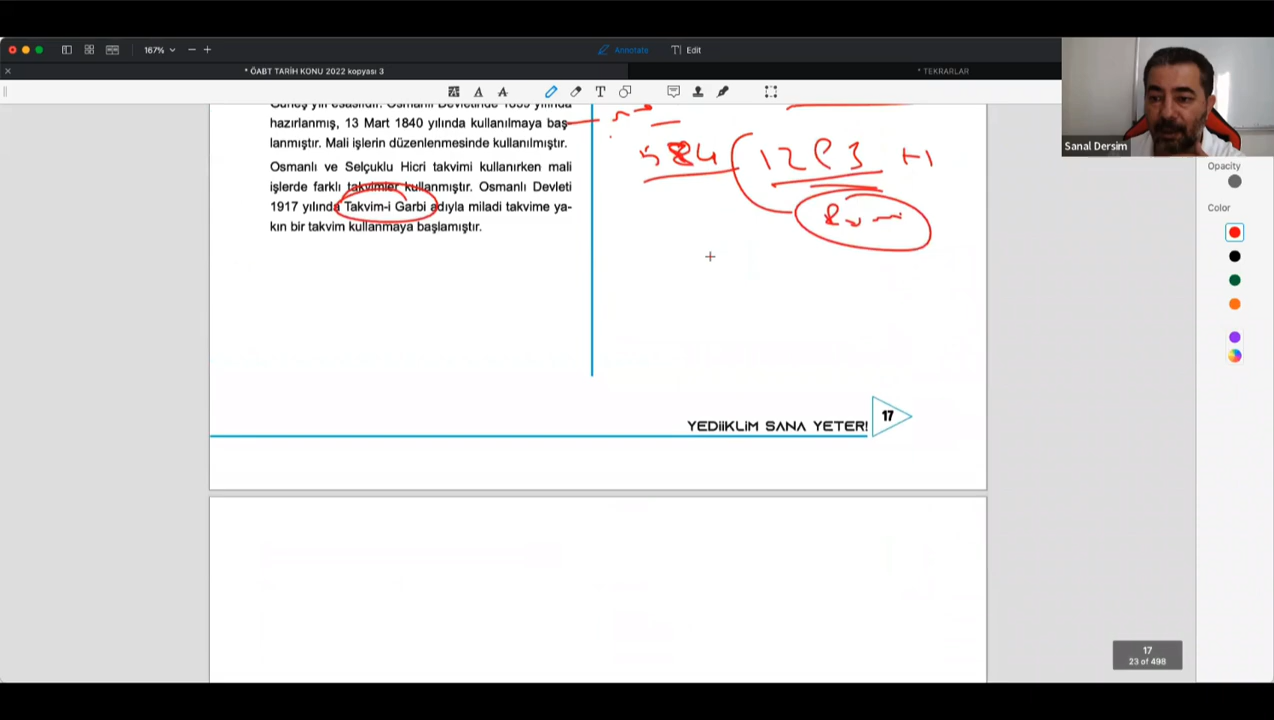 167%
Annotate
Edit
* ÖABT TARİH KONU 2022 kopyası 3
* TEKRARLAR
Sanal Dersim
Opacity
Color
hazırlanmış, 13 Mart 1840 yılında kullanılmaya baş-
lanmıştır. Mali işlerin düzenlenmesinde kullanılmıştır.
Osmanlı ve Selçuklu Hicri takvimi kullanırken mali
işlerde farklı takvimler kullanmıştır. Osmanlı Devleti
1917 yılında Takvim-i Garbi adıyla miladi takvime ya-
kın bir takvim kullanmaya başlamıştır.
584
+1
Rumi
YEDİİKLİM SANA YETER!
17
17
23 of 498